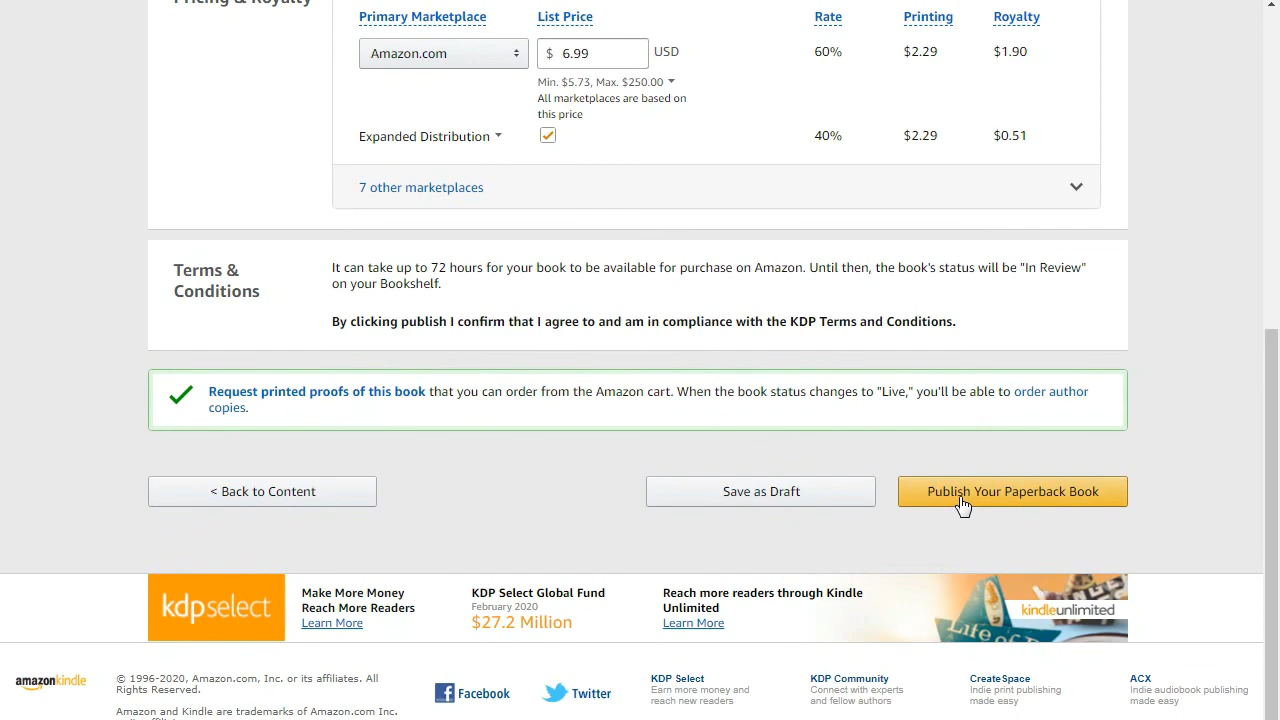 Pricing & Royalty
Primary Marketplace List Price Rate Printing Royalty
Amazon.com $ 6.99 USD 60% $2.29 $1.90
Min. $5.73, Max. $250.00
All marketplaces are based on
this price
Expanded Distribution 40% $2.29 $0.51
7 other marketplaces
Terms &
Conditions
It can take up to 72 hours for your book to be available for purchase on Amazon. Until then, the book's status will be "In Review"
on your Bookshelf.
By clicking publish I confirm that I agree to and am in compliance with the KDP Terms and Conditions.
Request printed proofs of this book that you can order from the Amazon cart. When the book status changes to "Live," you'll be able to order author
copies.
< Back to Content Save as Draft Publish Your Paperback Book
kdpselect
Make More Money
Reach More Readers
Learn More
KDP Select Global Fund
February 2020
$27.2 Million
Reach more readers through Kindle
Unlimited
Learn More
Life of
kindleunlimited
amazonkindle
© 1996-2020, Amazon.com, Inc. or its affiliates. All
Rights Reserved.
Amazon and Kindle are trademarks of Amazon.com Inc.
Facebook
Twitter
KDP Select
Earn more money and
reach new readers
KDP Community
Connect with experts
and fellow authors
CreateSpace
Indie print publishing
made easy
ACX
Indie audiobook publishing
made easy